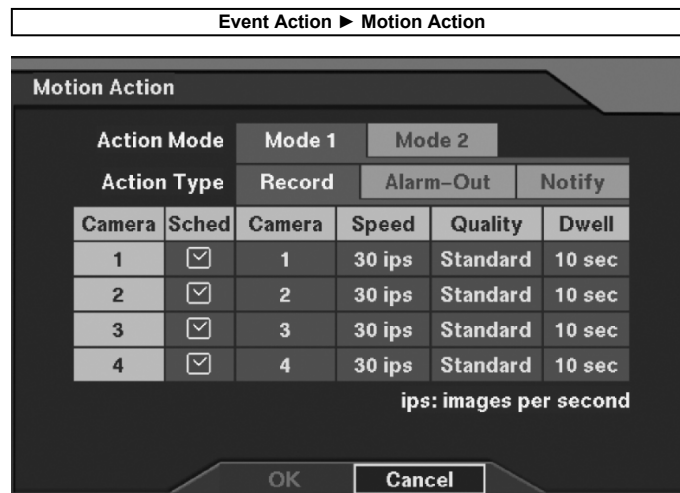 Event Action ► Motion Action
Motion Action
Action Mode Mode 1 Mode 2
Action Type Record Alarm-Out Notify
Camera Sched Camera Speed Quality Dwell
1 1 30 ips Standard 10 sec
2 2 30 ips Standard 10 sec
3 3 30 ips Standard 10 sec
4 4 30 ips Standard 10 sec
ips: images per second
OK Cancel